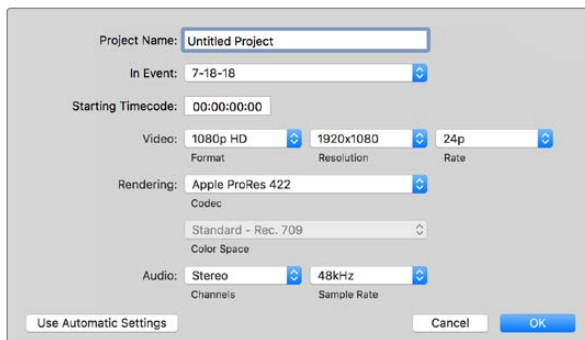 Project Name: Untitled Project
In Event: 7-18-18
Starting Timecode: 00:00:00:00
Video: 1080p HD 1920x1080 24p
Format Resolution Rate
Rendering: Apple ProRes 422
Codec
Standard - Rec. 709
Color Space
Audio: Stereo 48kHz
Channels Sample Rate
Use Automatic Settings Cancel OK